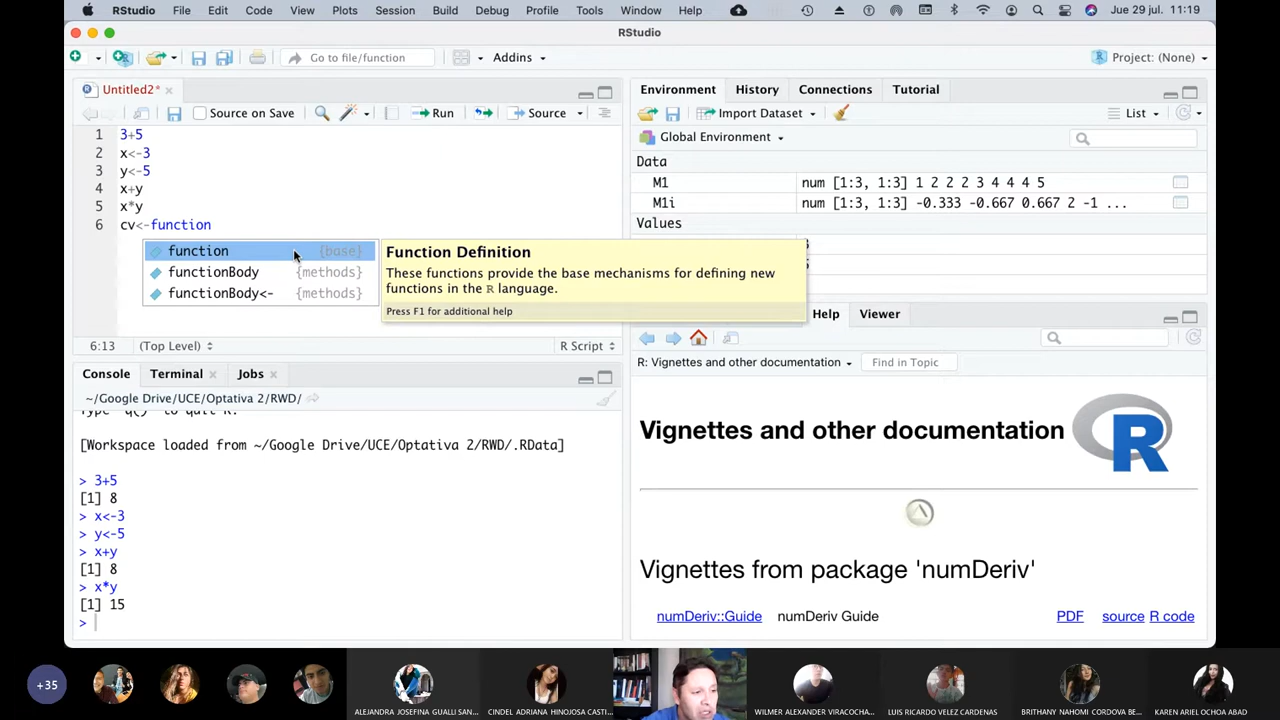 RStudio File Edit Code View Plots Session Build Debug Profile Tools Window Help Jue 29 jul. 11:19
RStudio
Go to file/function Addins Project: (None)
Untitled2*
Source on Save Run Source
1 3+5
2 x<-3
3 y<-5
4 x+y
5 x*y
6 cv<-function
function {base}
functionBody {methods}
functionBody<- {methods}
Function Definition
These functions provide the base mechanisms for defining new
functions in the R language.
Press F1 for additional help
6:13 (Top Level) R Script
Console Terminal Jobs
~/Google Drive/UCE/Optativa 2/RWD/
Type 'q()' to quit R.
[Workspace loaded from ~/Google Drive/UCE/Optativa 2/RWD/.RData]
> 3+5
[1] 8
> x<-3
> y<-5
> x+y
[1] 8
> x*y
[1] 15
>
Environment History Connections Tutorial
Import Dataset List
Global Environment
Data
M1 num [1:3, 1:3] 1 2 2 2 3 4 4 4 5
M1i num [1:3, 1:3] -0.333 -0.667 0.667 2 -1 ...
Values
3
5
Help Viewer
R: Vignettes and other documentation Find in Topic
Vignettes and other documentation R
Vignettes from package 'numDeriv'
numDeriv::Guide numDeriv Guide PDF source R code
+35
ALEJANDRA JOSEFINA GUALLI SAN...
CINDEL ADRIANA HINOJOSA CASTI...
WILMER ALEXANDER VIRACOCHA...
LUIS RICARDO VELEZ CARDENAS
BRITHANY NAHOMI CORDOVA BE...
KAREN ARIEL OCHOA ABAD